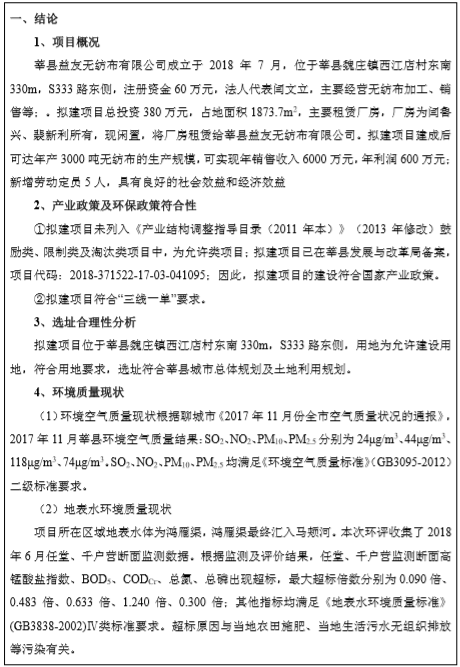 一、结论
1、项目概况
莘县益友无纺布有限公司成立于 2018 年 7 月，位于莘县魏庄镇西江店村东南
330m，S333 路东侧，注册资金 60 万元，法人代表闫文立，主要经营无纺布加工、销
售等；。拟建项目总投资 380 万元，占地面积 1873.7m²，主要租赁厂房，厂房为闫鲁
兴、裴新利所有，现闲置，将厂房租赁给莘县益友无纺布有限公司。拟建项目建成后
可达年产 3000 吨无纺布的生产规模，可实现年销售收入 6000 万元，年利润 600 万元；
新增劳动定员 5 人，具有良好的社会效益和经济效益
2、产业政策及环保政策符合性
①拟建项目未列入《产业结构调整指导目录（2011 年本）》（2013 年修改）鼓
励类、限制类及淘汰类项目中，为允许类项目；拟建项目已在莘县发展与改革局备案，
项目代码：2018-371522-17-03-041095；因此，拟建项目的建设符合国家产业政策。
②拟建项目符合“三线一单”要求。
3、选址合理性分析
拟建项目位于莘县魏庄镇西江店村东南 330m，S333 路东侧，用地为允许建设用
地，符合用地要求，选址符合莘县城市总体规划及土地利用规划。
4、环境质量现状
（1）环境空气质量现状根据聊城市《2017 年 11 月份全市空气质量状况的通报》，
2017 年 11 月莘县环境空气质量结果：SO₂、NO₂、PM₁₀、PM₂.₅ 分别为 24μg/m³、44μg/m³、
118μg/m³、74μg/m³。SO₂、NO₂、PM₁₀、PM₂.₅ 均满足《环境空气质量标准》（GB3095-2012）
二级标准要求。
（2）地表水环境质量现状
项目所在区域地表水体为鸿雁渠，鸿雁渠最终汇入马颊河。本次环评收集了 2018
年 6 月任堂、千户营断面监测数据。根据监测及评价结果，任堂、千户营监测断面高
锰酸盐指数、BOD₅、CODCr、总氮、总磷出现超标，最大超标倍数分别为 0.090 倍、
0.483 倍、0.633 倍、1.240 倍、0.300 倍；其他指标均满足《地表水环境质量标准》
(GB3838-2002)Ⅳ类标准要求。超标原因与当地农田施肥、当地生活污水无组织排放
等污染有关。